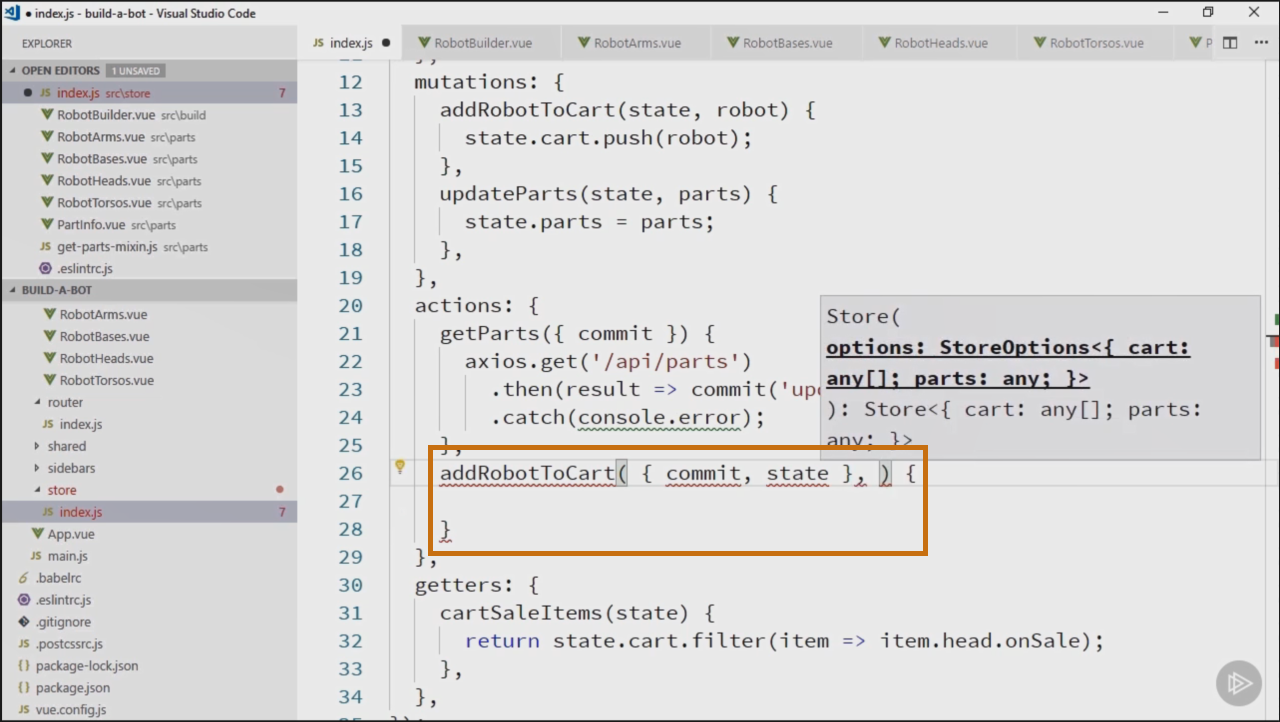 ● index.js - build-a-bot - Visual Studio Code
EXPLORER
OPEN EDITORS 1 UNSAVED
● JS index.js src\store 7
RobotBuilder.vue src\build
RobotArms.vue src\parts
RobotBases.vue src\parts
RobotHeads.vue src\parts
RobotTorsos.vue src\parts
PartInfo.vue src\parts
JS get-parts-mixin.js src\parts
.eslintrc.js
BUILD-A-BOT
RobotArms.vue
RobotBases.vue
RobotHeads.vue
RobotTorsos.vue
router
JS index.js
shared
sidebars
store
JS index.js 7
App.vue
JS main.js
.babelrc
.eslintrc.js
.gitignore
JS .postcssrc.js
{} package-lock.json
{} package.json
JS vue.config.js
JS index.js ● RobotBuilder.vue RobotArms.vue RobotBases.vue RobotHeads.vue RobotTorsos.vue P
12 mutations: {
13 addRobotToCart(state, robot) {
14 state.cart.push(robot);
15 },
16 updateParts(state, parts) {
17 state.parts = parts;
18 },
19 },
20 actions: {
21 getParts({ commit }) {
22 axios.get('/api/parts')
23 .then(result => commit('upd
24 .catch(console.error);
25 },
26 addRobotToCart( { commit, state }, ) {
27
28 }
29 },
30 getters: {
31 cartSaleItems(state) {
32 return state.cart.filter(item => item.head.onSale);
33 },
34 },
Store(
options: StoreOptions<{ cart:
any[]; parts: any; }>
): Store<{ cart: any[]; parts:
any; }>